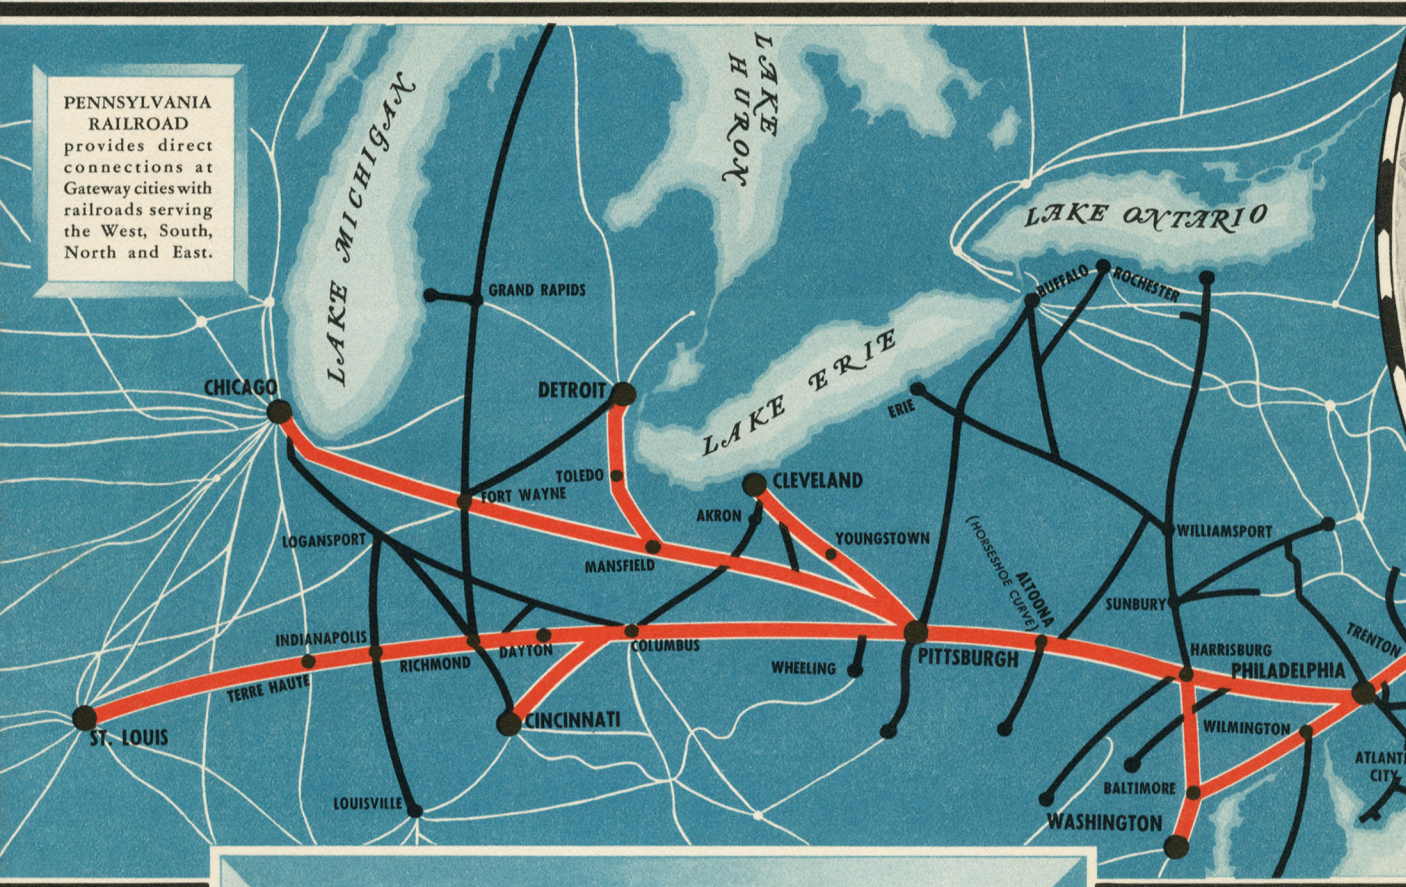 PENNSYLVANIA
RAILROAD
provides direct
connections at
Gateway cities with
railroads serving
the West, South,
North and East.
LAKE MICHIGAN
LAKE
HURON
LAKE ONTARIO
LAKE ERIE
GRAND RAPIDS
BUFFALO
ROCHESTER
CHICAGO
DETROIT
ERIE
TOLEDO
CLEVELAND
FORT WAYNE
AKRON
LOGANSPORT
YOUNGSTOWN
WILLIAMSPORT
MANSFIELD
(HORSESHOE CURVE)
ALTOONA
SUNBURY
INDIANAPOLIS
RICHMOND
DAYTON
COLUMBUS
WHEELING
PITTSBURGH
HARRISBURG
PHILADELPHIA
TRENTON
TERRE HAUTE
ST. LOUIS
CINCINNATI
WILMINGTON
ATLANTI
CITY
BALTIMORE
LOUISVILLE
WASHINGTON